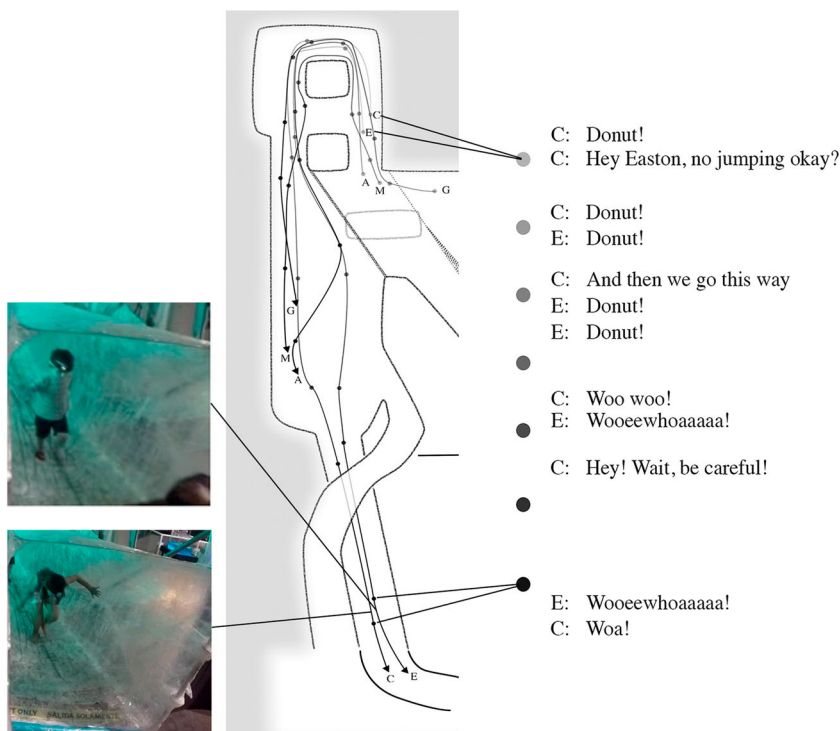 C
E
A
M
G
C: Donut!
C: Hey Easton, no jumping okay?
C: Donut!
E: Donut!
C: And then we go this way
E: Donut!
E: Donut!
G
M
A
C: Woo woo!
E: Wooeewhoaaaaa!
C: Hey! Wait, be careful!
E: Wooeewhoaaaaa!
C: Woa!
C
E
T ONLY SALIDA SOLAMENTE